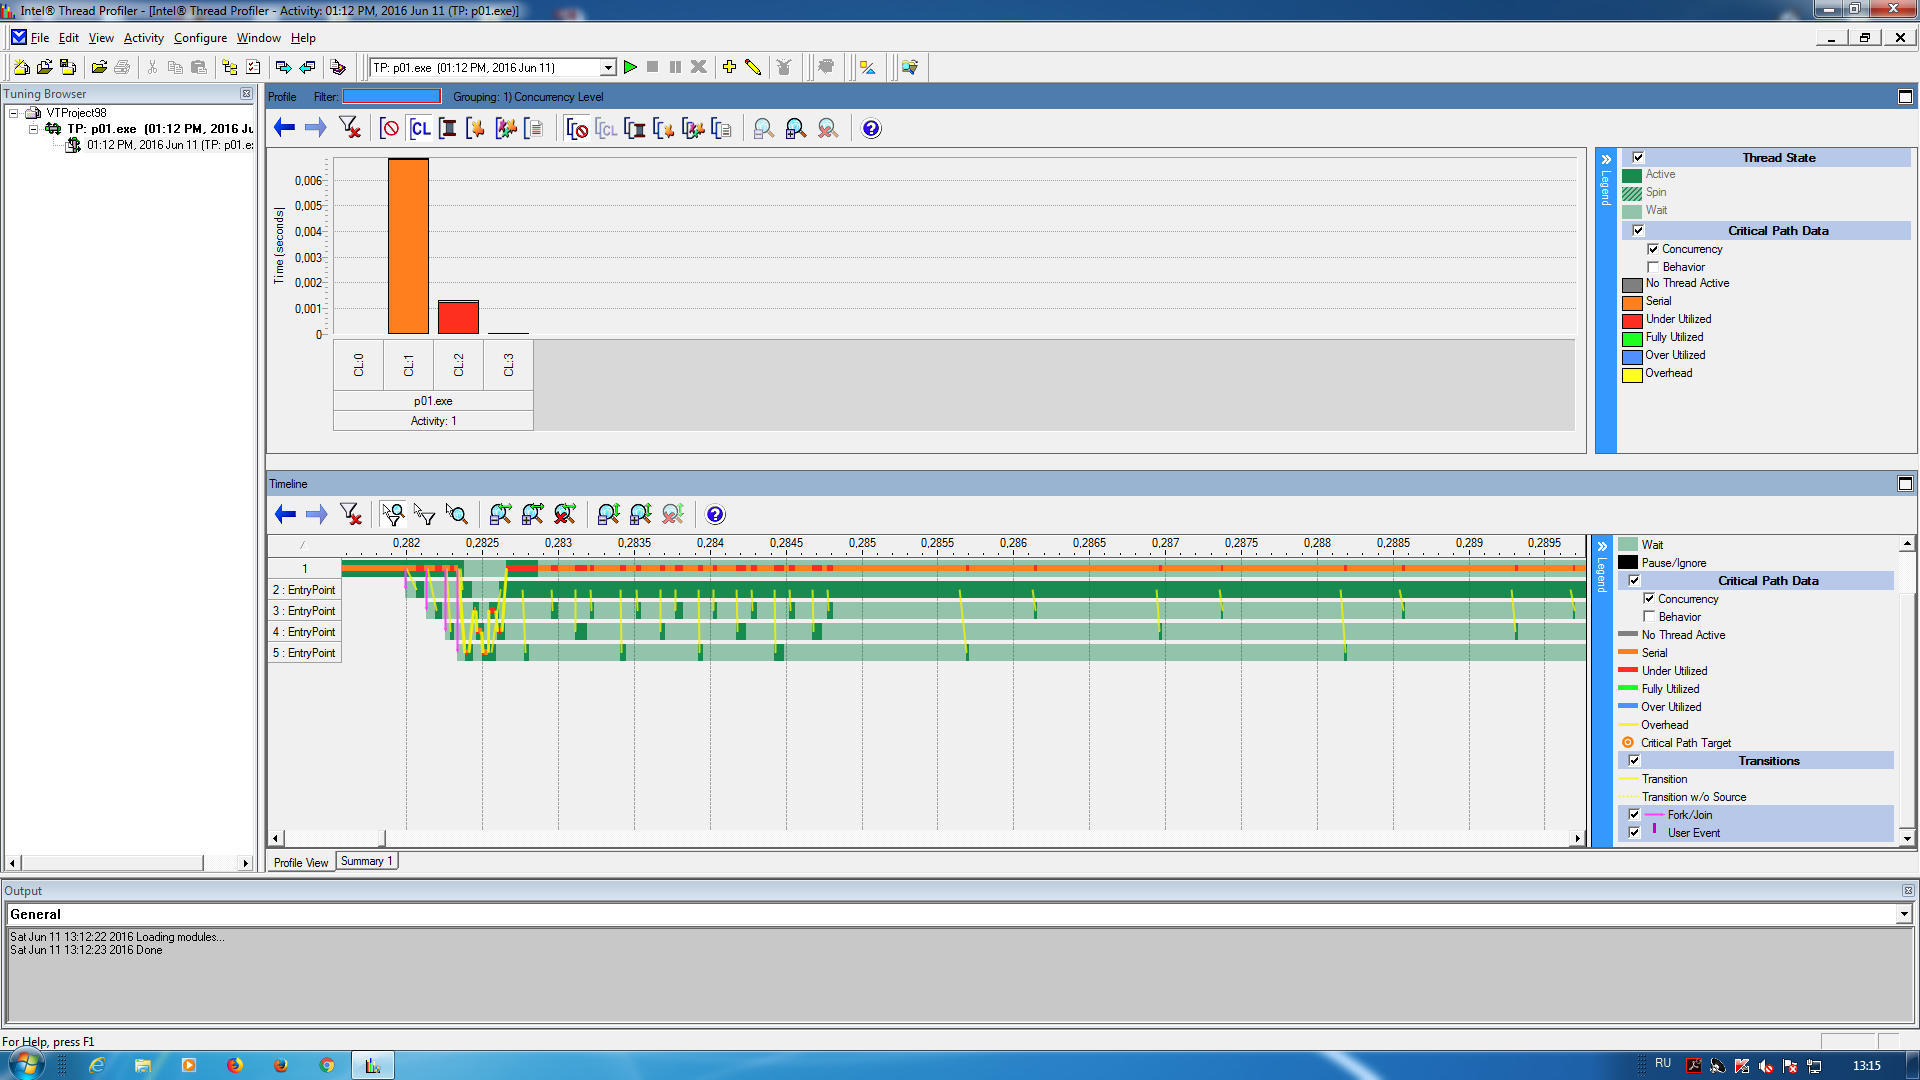 Intel® Thread Profiler - [Intel® Thread Profiler - Activity: 01:12 PM, 2016 Jun 11 (TP: p01.exe)]
File Edit View Activity Configure Window Help
TP: p01.exe (01:12 PM, 2016 Jun 11)
Tuning Browser
VTProject98
TP: p01.exe (01:12 PM, 2016 Ju
01:12 PM, 2016 Jun 11 (TP: p01.e
Profile Filter: Grouping: 1) Concurrency Level
CL CL
Time (seconds)
0,006
0,005
0,004
0,003
0,002
0,001
0
CL:0 CL:1 CL:2 CL:3
p01.exe
Activity: 1
Legend
Thread State
Active
Spin
Wait
Critical Path Data
Concurrency
Behavior
No Thread Active
Serial
Under Utilized
Fully Utilized
Over Utilized
Overhead
Timeline
0,282 0,2825 0,283 0,2835 0,284 0,2845 0,285 0,2855 0,286 0,2865 0,287 0,2875 0,288 0,2885 0,289 0,2895
1
2 : EntryPoint
3 : EntryPoint
4 : EntryPoint
5 : EntryPoint
Legend
Wait
Pause/Ignore
Critical Path Data
Concurrency
Behavior
No Thread Active
Serial
Under Utilized
Fully Utilized
Over Utilized
Overhead
Critical Path Target
Transitions
Transition
Transition w/o Source
Fork/Join
User Event
Profile View Summary 1
Output
General
Sat Jun 11 13:12:22 2016 Loading modules...
Sat Jun 11 13:12:23 2016 Done
For Help, press F1
RU 13:15